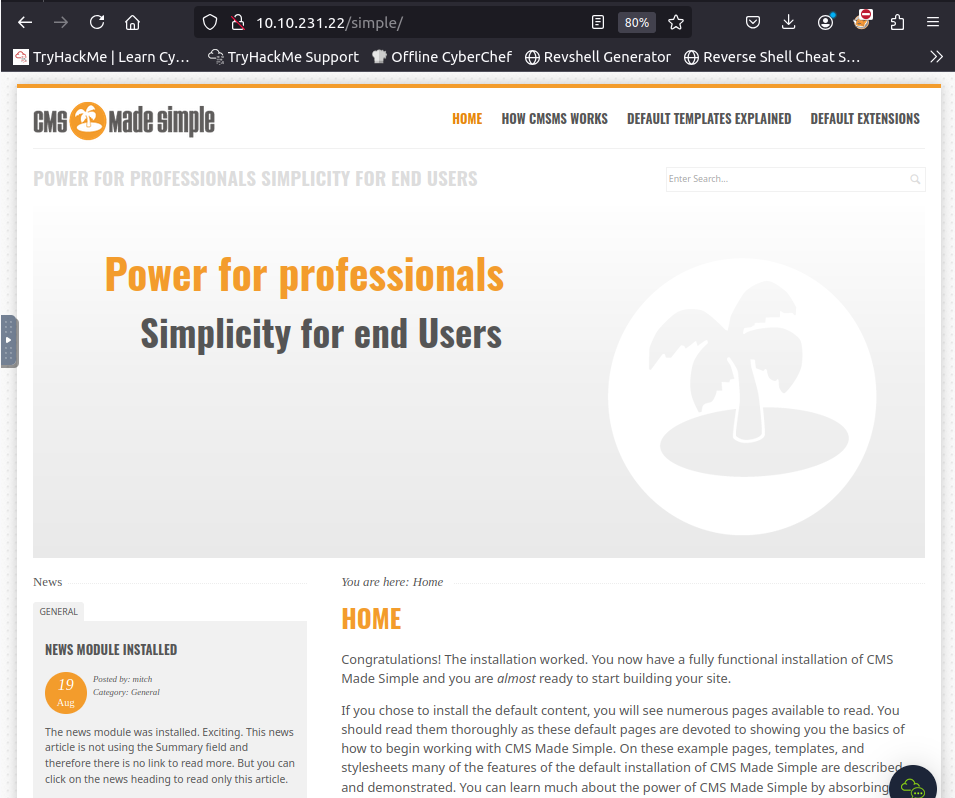 10.10.231.22/simple/
80%
TryHackMe | Learn Cy...
TryHackMe Support
Offline CyberChef
Revshell Generator
Reverse Shell Cheat S...
CMS Made Simple
HOME
HOW CMSMS WORKS
DEFAULT TEMPLATES EXPLAINED
DEFAULT EXTENSIONS
POWER FOR PROFESSIONALS SIMPLICITY FOR END USERS
Enter Search...
Power for professionals
Simplicity for end Users
News
GENERAL
NEWS MODULE INSTALLED
19
Aug
Posted by: mitch
Category: General
The news module was installed. Exciting. This news
article is not using the Summary field and
therefore there is no link to read more. But you can
click on the news heading to read only this article.
You are here: Home
HOME
Congratulations! The installation worked. You now have a fully functional installation of CMS
Made Simple and you are almost ready to start building your site.
If you chose to install the default content, you will see numerous pages available to read. You
should read them thoroughly as these default pages are devoted to showing you the basics of
how to begin working with CMS Made Simple. On these example pages, templates, and
stylesheets many of the features of the default installation of CMS Made Simple are described
and demonstrated. You can learn much about the power of CMS Made Simple by absorbing